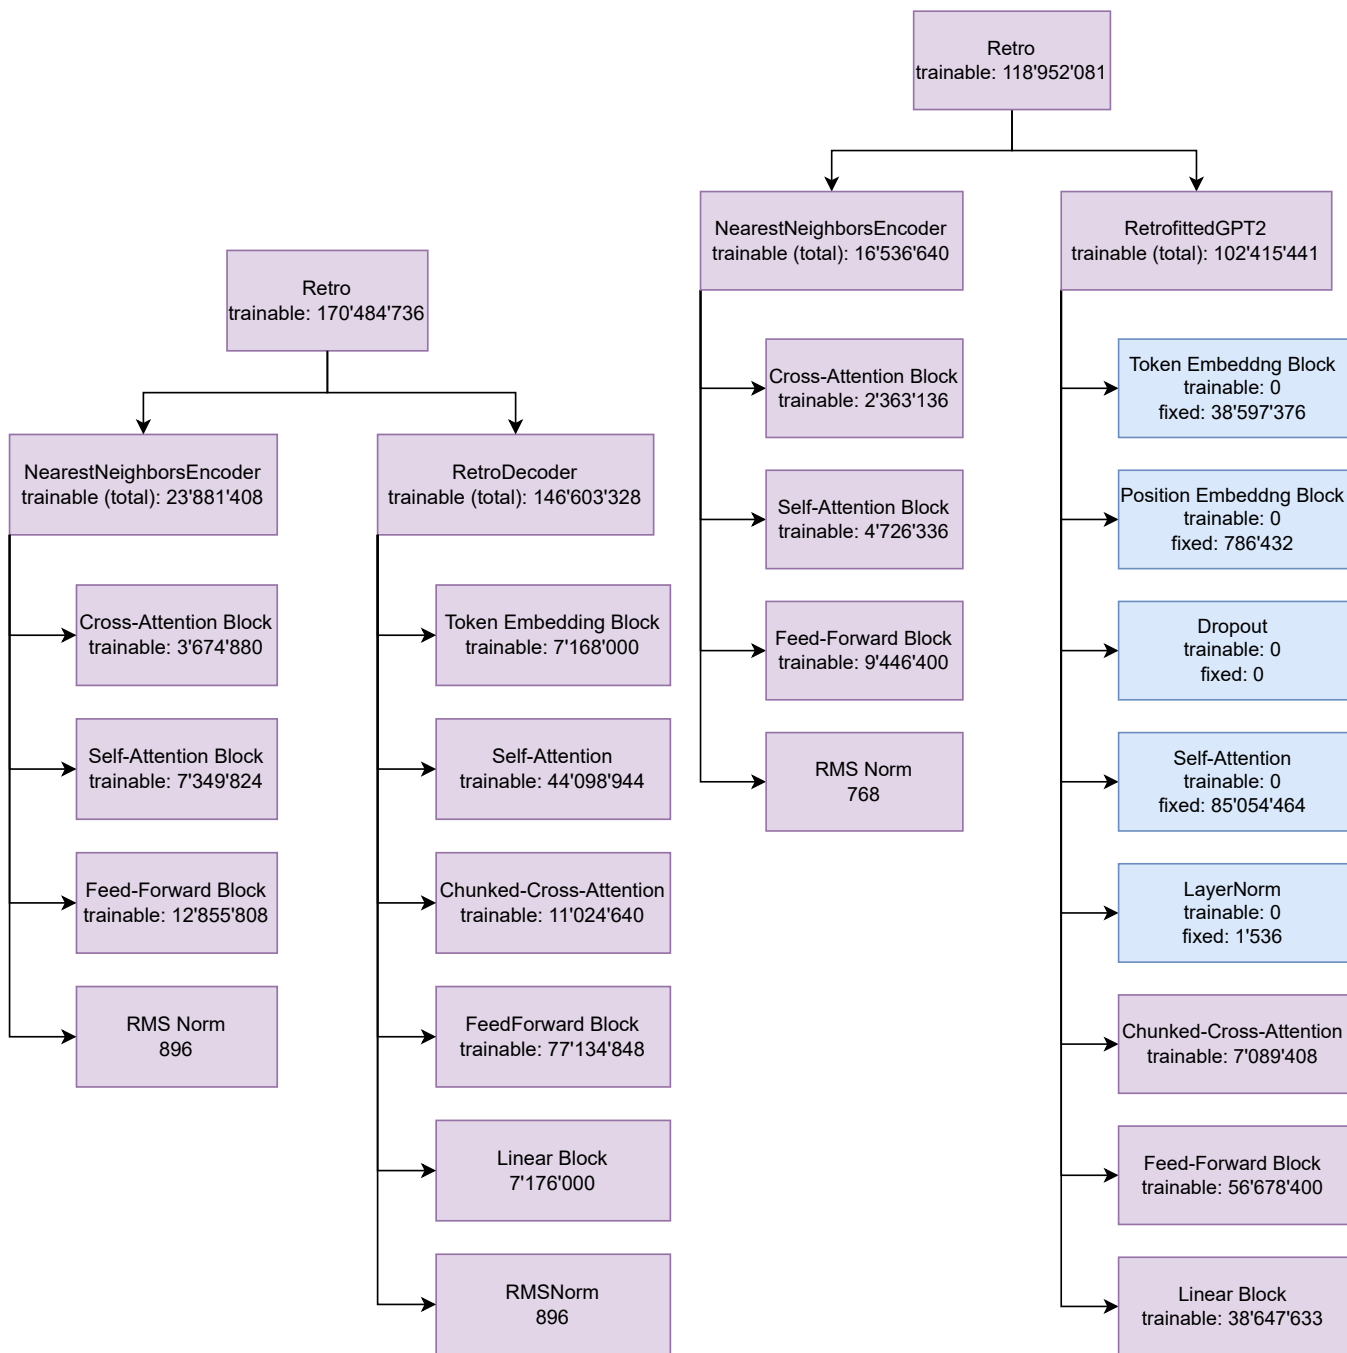 Retro
trainable: 170'484'736
NearestNeighborsEncoder
trainable (total): 23'881'408
Cross-Attention Block
trainable: 3'674'880
Self-Attention Block
trainable: 7'349'824
Feed-Forward Block
trainable: 12'855'808
RMS Norm
896
RetroDecoder
trainable (total): 146'603'328
Token Embedding Block
trainable: 7'168'000
Self-Attention
trainable: 44'098'944
Chunked-Cross-Attention
trainable: 11'024'640
FeedForward Block
trainable: 77'134'848
Linear Block
7'176'000
RMSNorm
896
Retro
trainable: 118'952'081
NearestNeighborsEncoder
trainable (total): 16'536'640
Cross-Attention Block
trainable: 2'363'136
Self-Attention Block
trainable: 4'726'336
Feed-Forward Block
trainable: 9'446'400
RMS Norm
768
RetrofittedGPT2
trainable (total): 102'415'441
Token Embeddng Block
trainable: 0
fixed: 38'597'376
Position Embeddng Block
trainable: 0
fixed: 786'432
Dropout
trainable: 0
fixed: 0
Self-Attention
trainable: 0
fixed: 85'054'464
LayerNorm
trainable: 0
fixed: 1'536
Chunked-Cross-Attention
trainable: 7'089'408
Feed-Forward Block
trainable: 56'678'400
Linear Block
trainable: 38'647'633